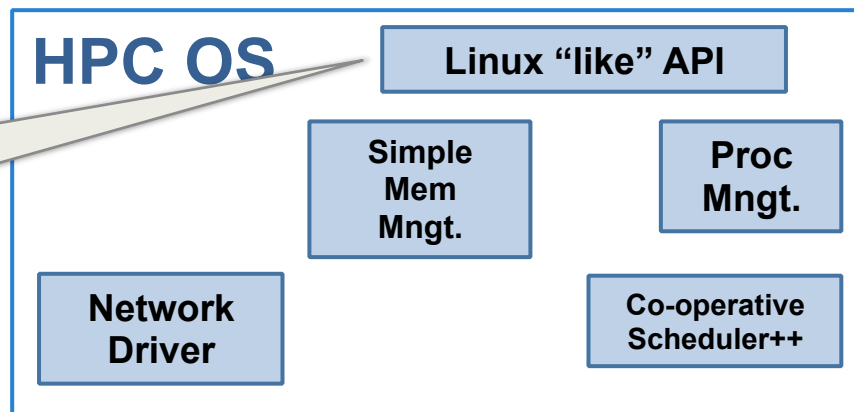 HPC OS
Linux “like” API
Simple
Mem
Mngt.
Proc
Mngt.
Network
Driver
Co-operative
Scheduler++